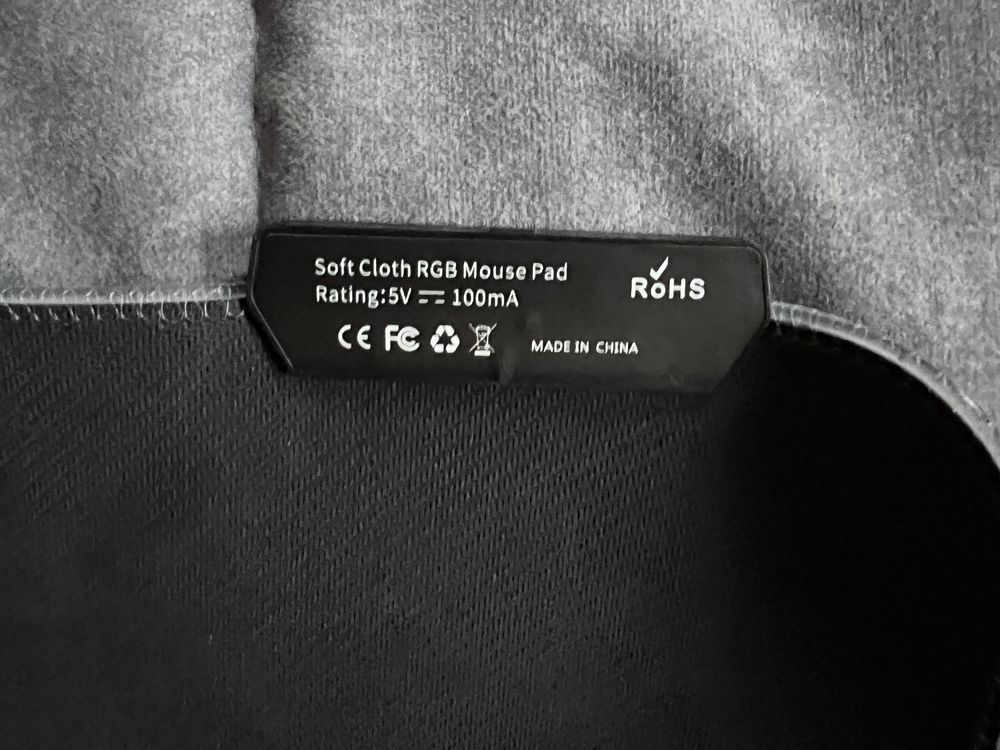 Soft Cloth RGB Mouse Pad
Rating:5V ⎓ 100mA
RoHS
CE FC
MADE IN CHINA